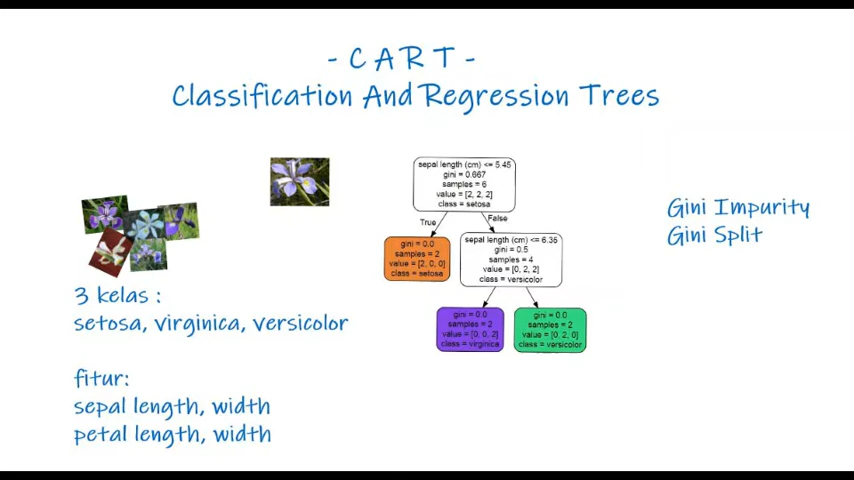 - C A R T -
Classification And Regression Trees
sepal length (cm) <= 5.45
gini = 0.667
samples = 6
value = [2, 2, 2]
class = setosa
True
False
gini = 0.0
samples = 2
value = [2, 0, 0]
class = setosa
sepal length (cm) <= 6.35
gini = 0.5
samples = 4
value = [0, 2, 2]
class = versicolor
gini = 0.0
samples = 2
value = [0, 0, 2]
class = virginica
gini = 0.0
samples = 2
value = [0, 2, 0]
class = versicolor
Gini Impurity
Gini Split
3 kelas :
setosa, virginica, versicolor
fitur:
sepal length, width
petal length, width